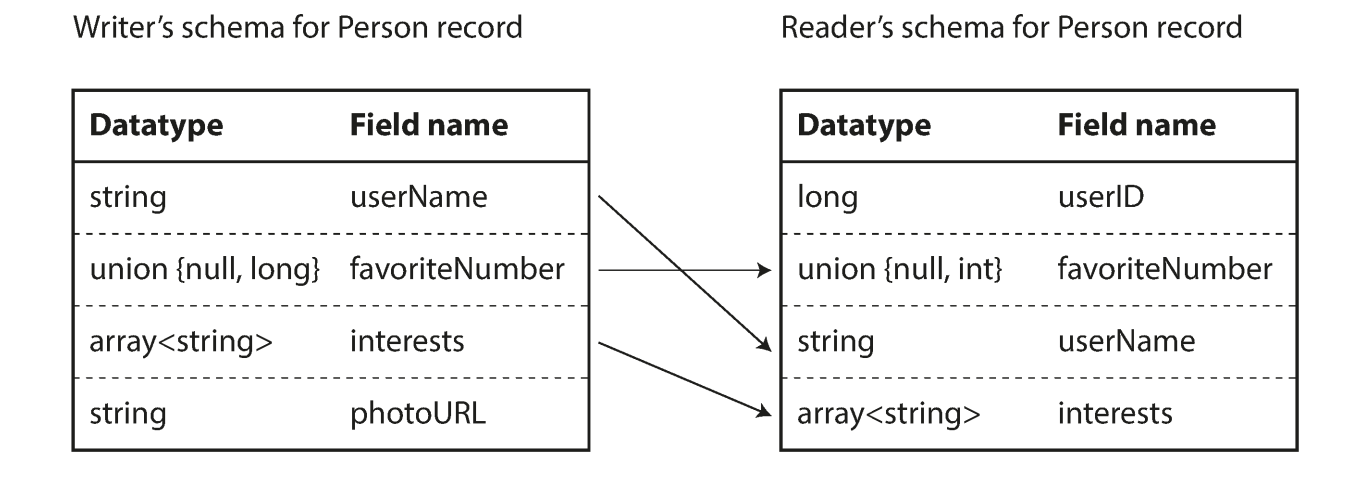 Writer’s schema for Person record
Datatype Field name
string userName
union {null, long} favoriteNumber
array<string> interests
string photoURL
Reader’s schema for Person record
Datatype Field name
long userID
union {null, int} favoriteNumber
string userName
array<string> interests